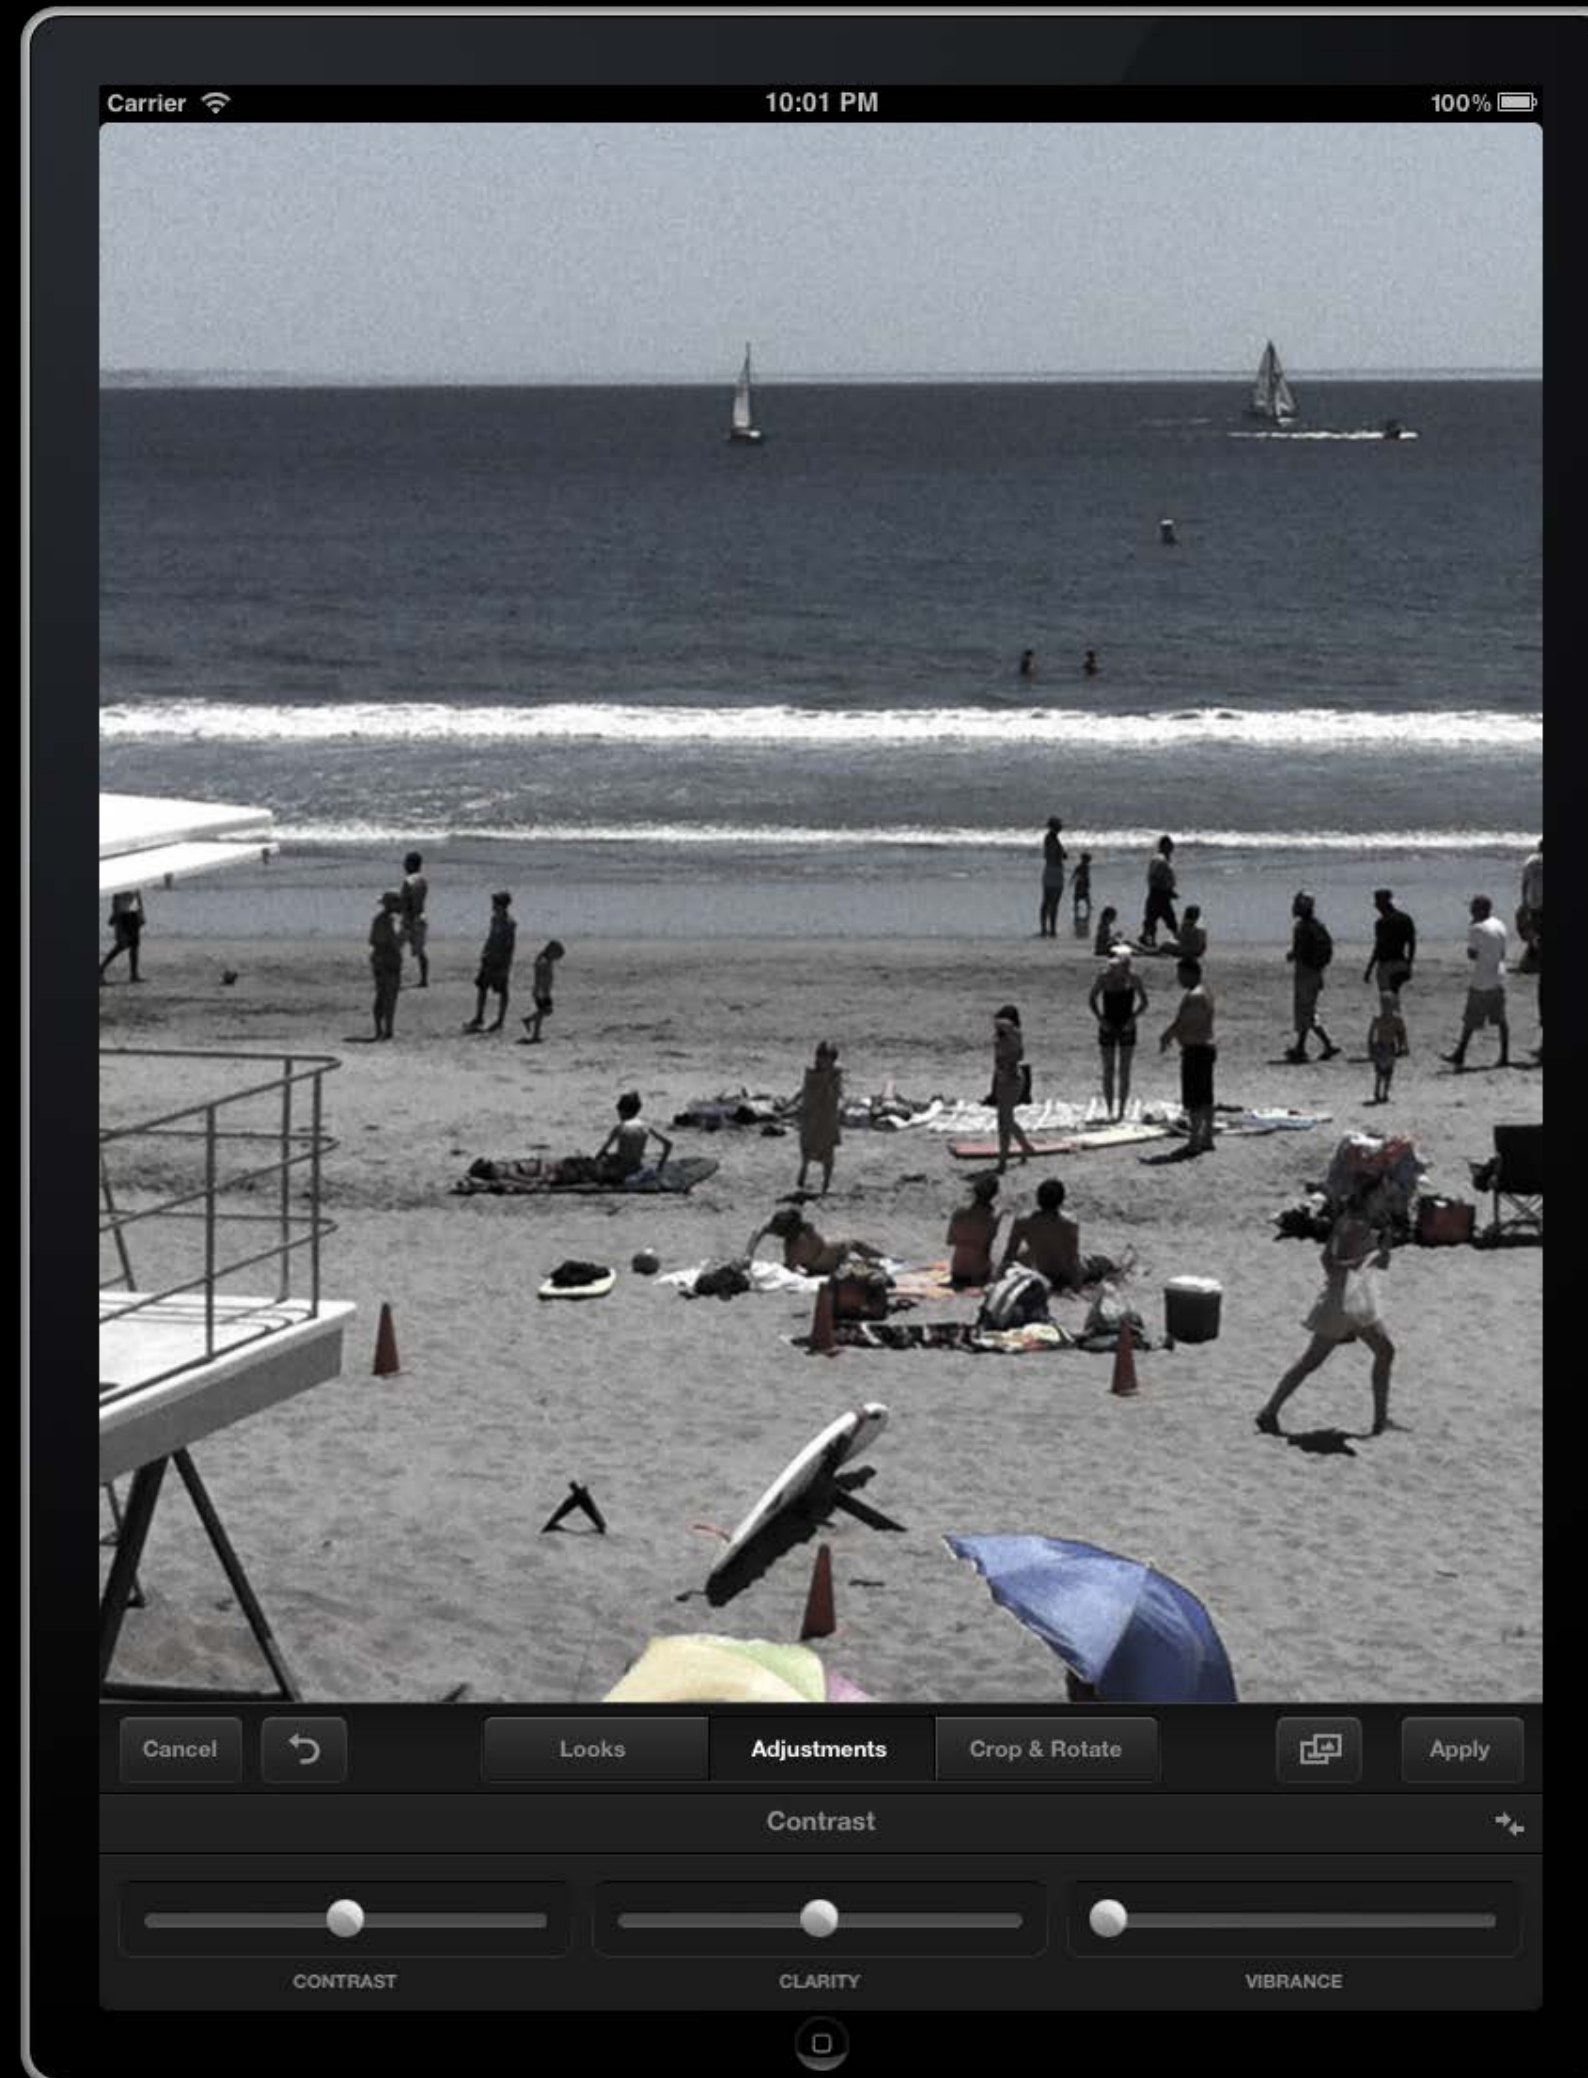 Carrier 10:01 PM 100%
Cancel Looks Adjustments Crop & Rotate Apply
Contrast
CONTRAST CLARITY VIBRANCE